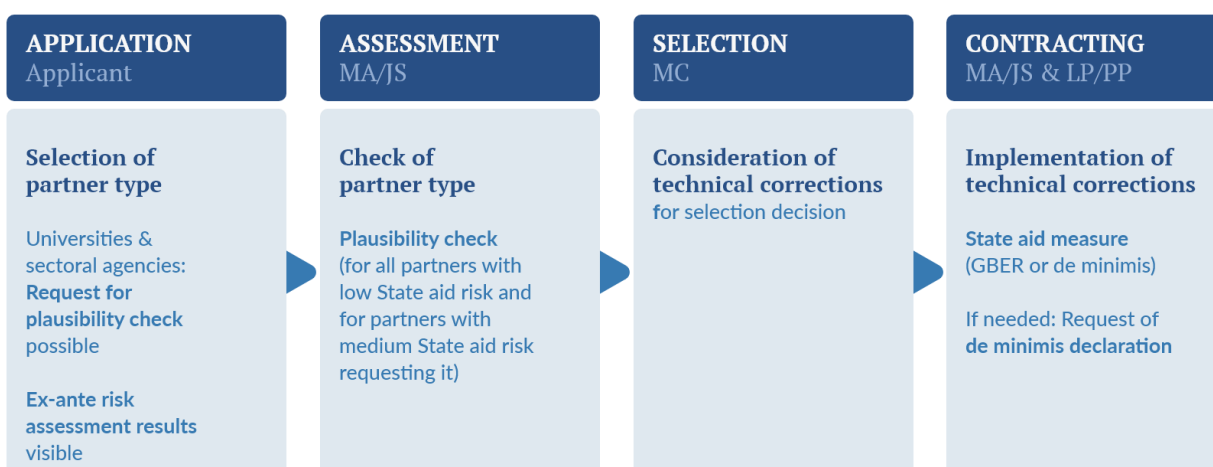 APPLICATION
Applicant
Selection of
partner type
Universities &
sectoral agencies:
Request for
plausibility check
possible
Ex-ante risk
assessment results
visible
ASSESSMENT
MA/JS
Check of
partner type
Plausibility check
(for all partners with
low State aid risk and
for partners with
medium State aid risk
requesting it)
SELECTION
MC
Consideration of
technical corrections
for selection decision
CONTRACTING
MA/JS & LP/PP
Implementation of
technical corrections
State aid measure
(GBER or de minimis)
If needed: Request of
de minimis declaration